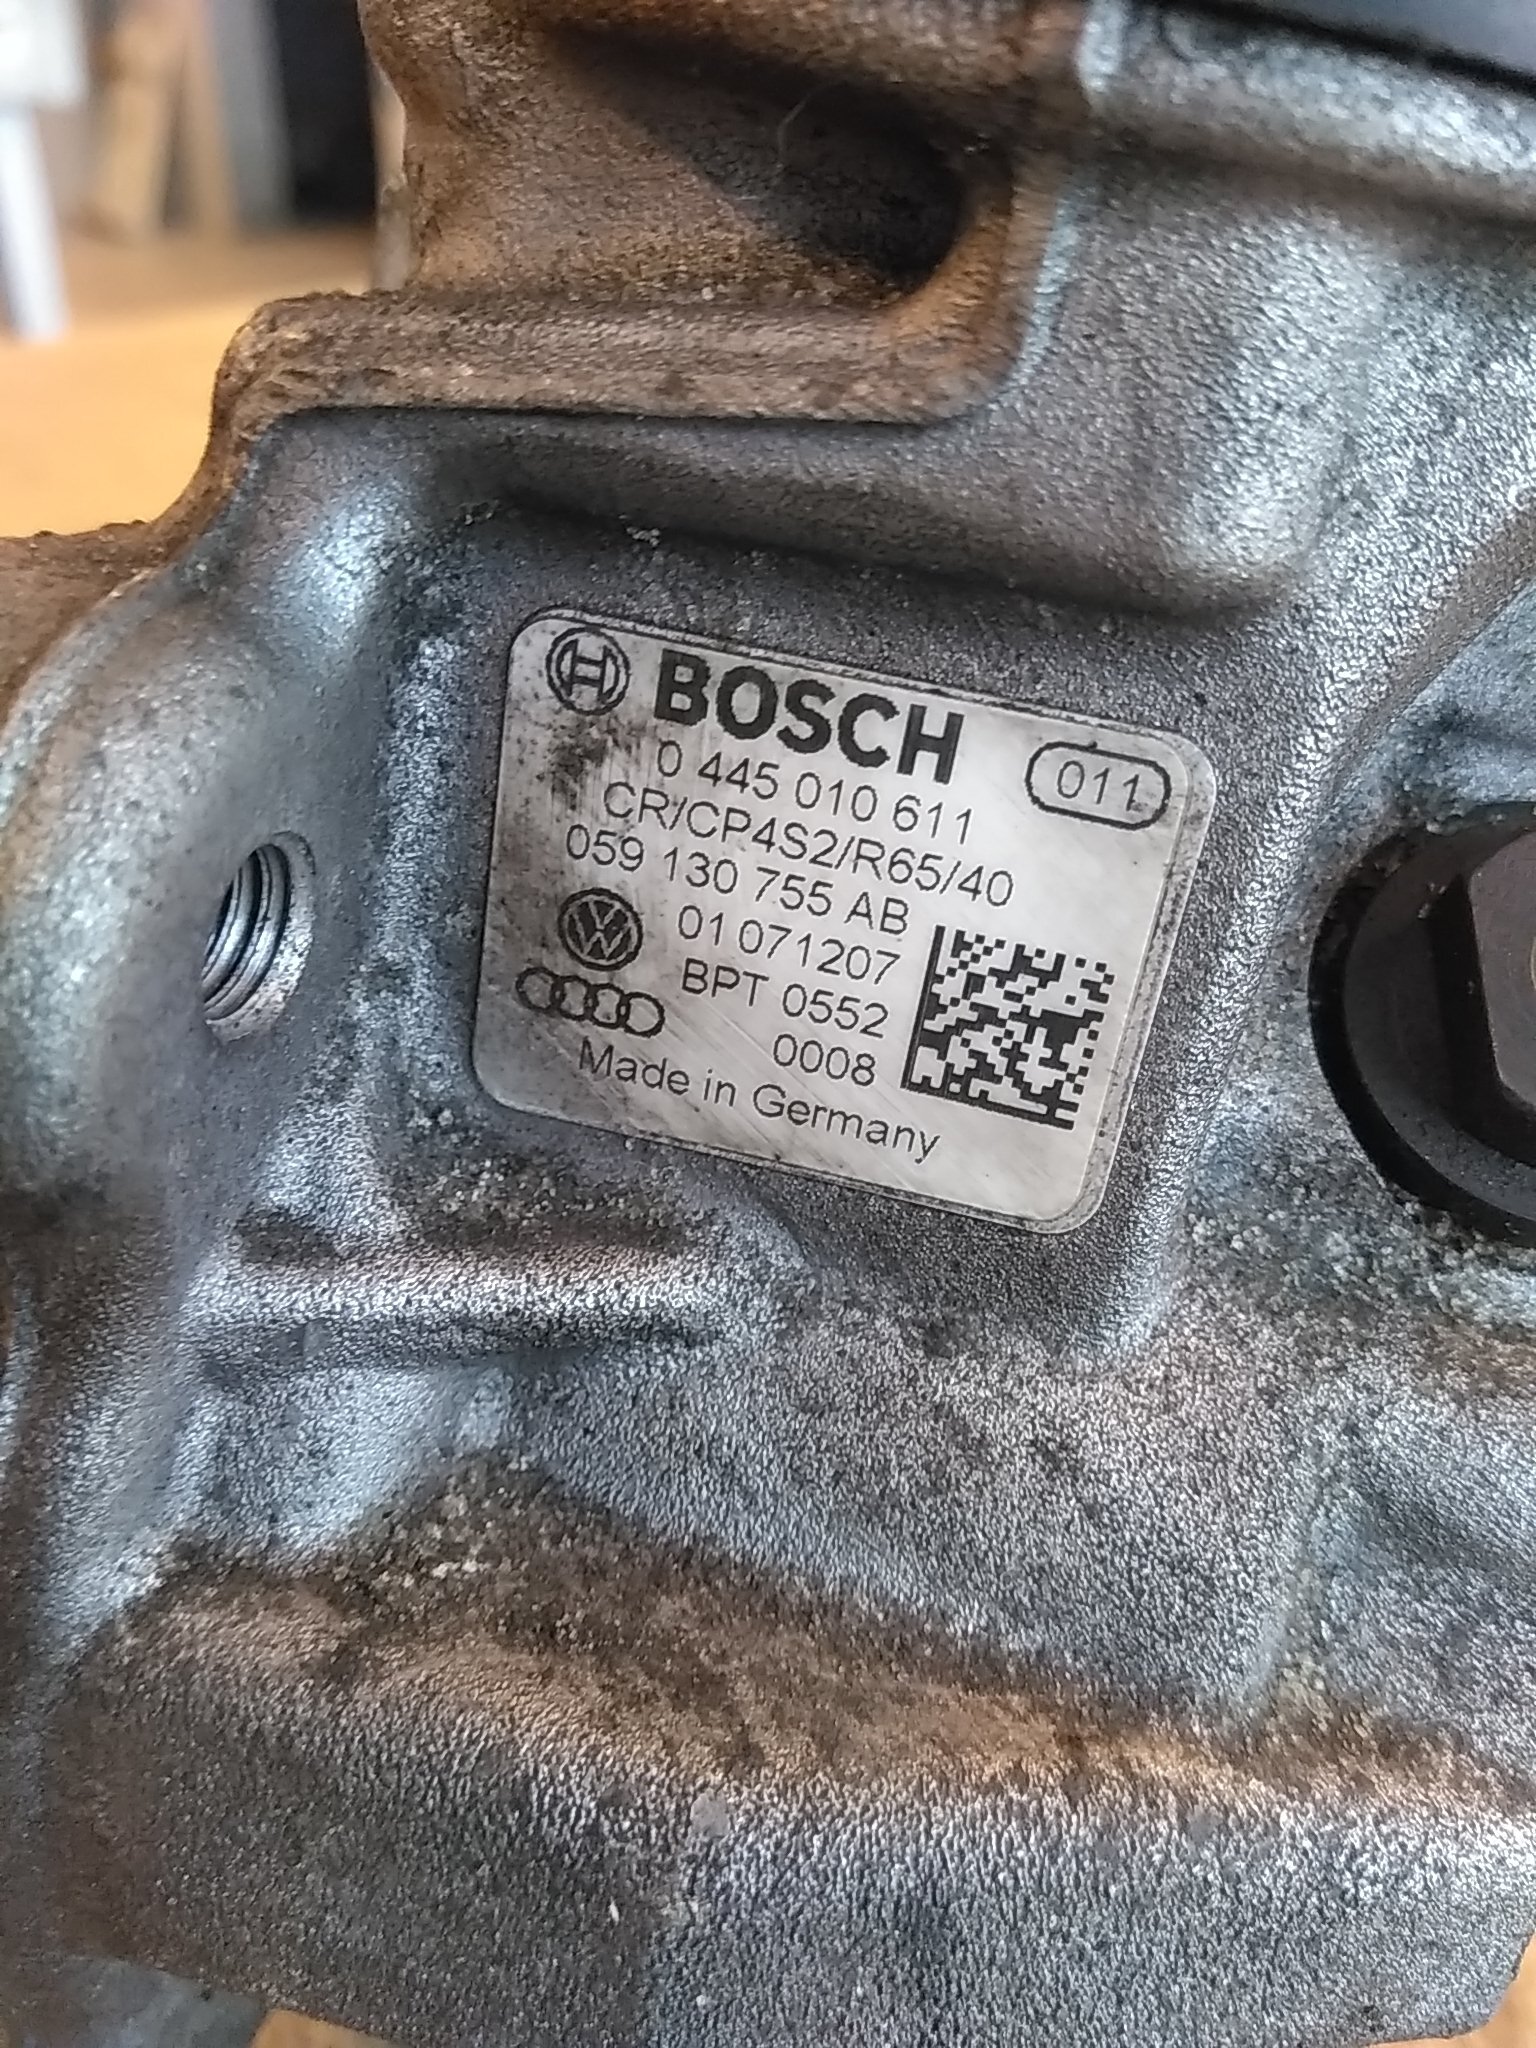 BOSCH
0 445 010 611
011
CR/CP4S2/R65/40
059 130 755 AB
01 071207
BPT 0552
0008
Made in Germany